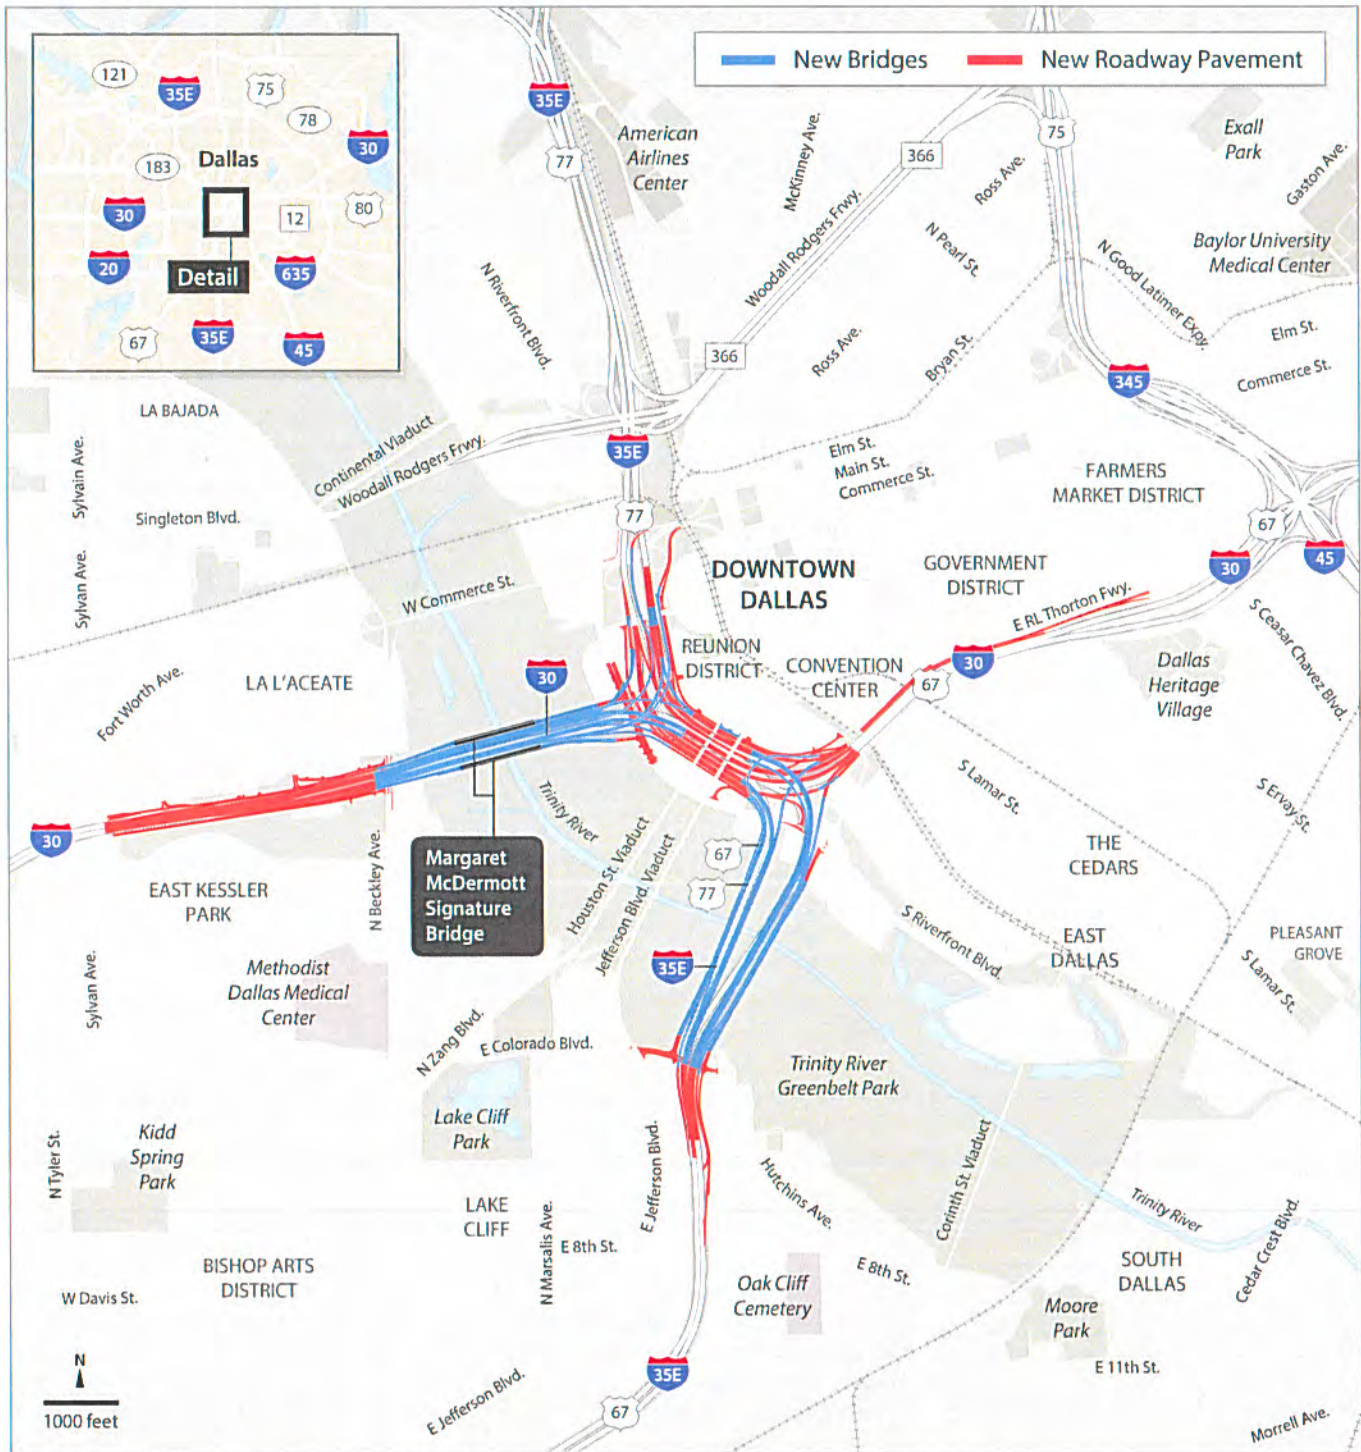 New Bridges
New Roadway Pavement
121
35E
75
78
30
183
Dallas
30
12
80
20
Detail
635
67
35E
45
35E
77
American
Airlines
Center
McKinney Ave.
366
75
Ross Ave.
Exall
Park
Gaston Ave.
Baylor University
Medical Center
N Good Latimer Expy.
N Pearl St.
Woodall Rodgers Frwy.
N Riverfront Blvd.
366
Ross Ave.
Bryan St.
Elm St.
Commerce St.
345
LA BAJADA
Continental Viaduct
Woodall Rodgers Frwy.
35E
Elm St.
Main St.
Commerce St.
FARMERS
MARKET DISTRICT
Sylvain Ave.
Singleton Blvd.
77
67
45
30
Sylvan Ave.
W Commerce St.
DOWNTOWN
DALLAS
GOVERNMENT
DISTRICT
E RL Thorton Fwy.
S Ceasar Chavez Blvd.
REUNION
DISTRICT
CONVENTION
CENTER
30
67
Dallas
Heritage
Village
Fort Worth Ave.
LA L'ACEATE
30
Trinity River
S Lamar St.
S Ervay St.
30
N Beckley Ave.
Margaret
McDermott
Signature
Bridge
Houston St. Viaduct
Jefferson Blvd. Viaduct
67
77
THE
CEDARS
EAST KESSLER
PARK
S Riverfront Blvd.
EAST
DALLAS
PLEASANT
GROVE
S Lamar St.
35E
Sylvan Ave.
Methodist
Dallas Medical
Center
N Zang Blvd.
E Colorado Blvd.
Trinity River
Greenbelt Park
Lake Cliff
Park
N Tyler St.
Kidd
Spring
Park
E Jefferson Blvd.
Hutchins Ave.
Corinth St. Viaduct
Trinity River
Cedar Crest Blvd.
LAKE
CLIFF
N Marsalis Ave.
E 8th St.
BISHOP ARTS
DISTRICT
W Davis St.
Oak Cliff
Cemetery
E 8th St.
SOUTH
DALLAS
Moore
Park
E 11th St.
N
1000 feet
35E
67
E Jefferson Blvd.
Morrell Ave.